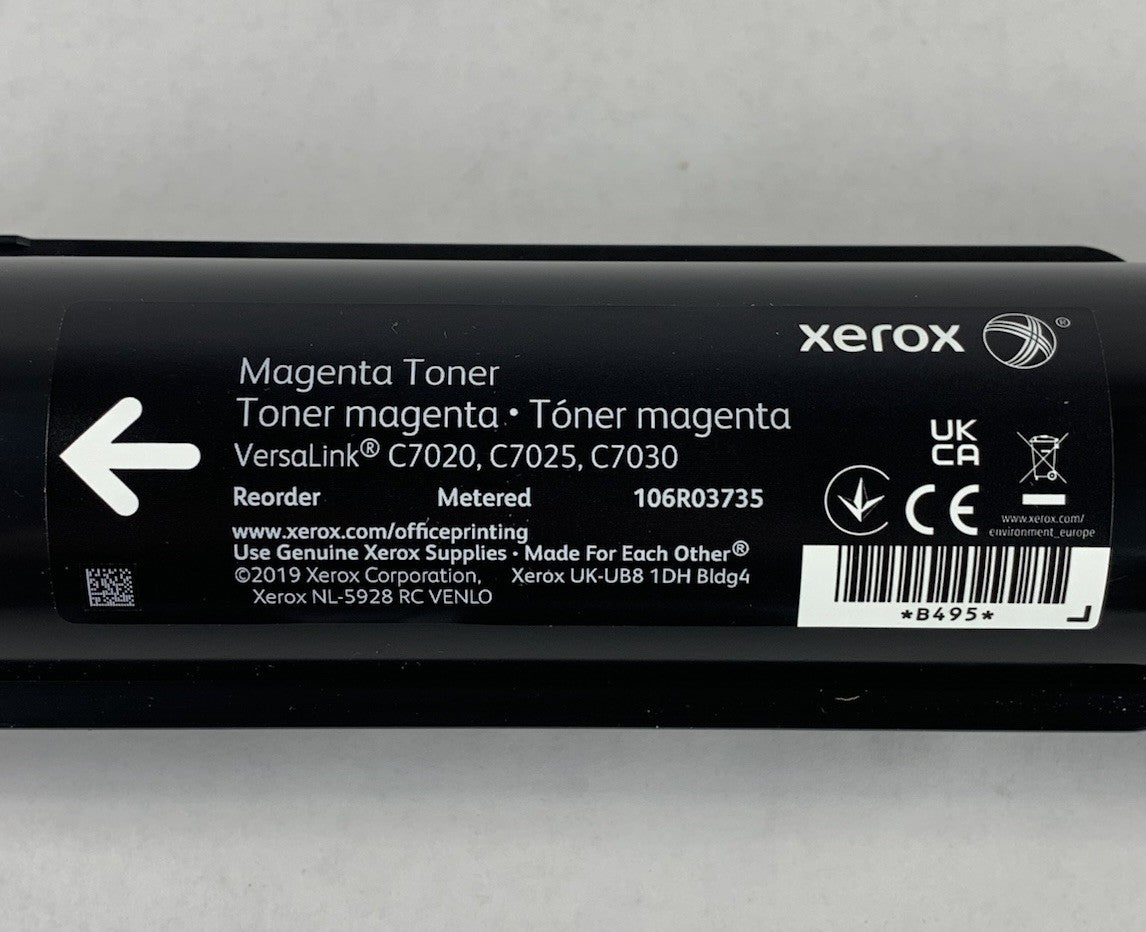 xerox ®
Magenta Toner
Toner magenta • Tóner magenta
VersaLink® C7020, C7025, C7030
Reorder Metered 106R03735
www.xerox.com/officeprinting
Use Genuine Xerox Supplies • Made For Each Other®
©2019 Xerox Corporation, Xerox UK-UB8 1DH Bldg4
Xerox NL-5928 RC VENLO
UK
CA
CE
www.xerox.com/
environment_europe
*B495*